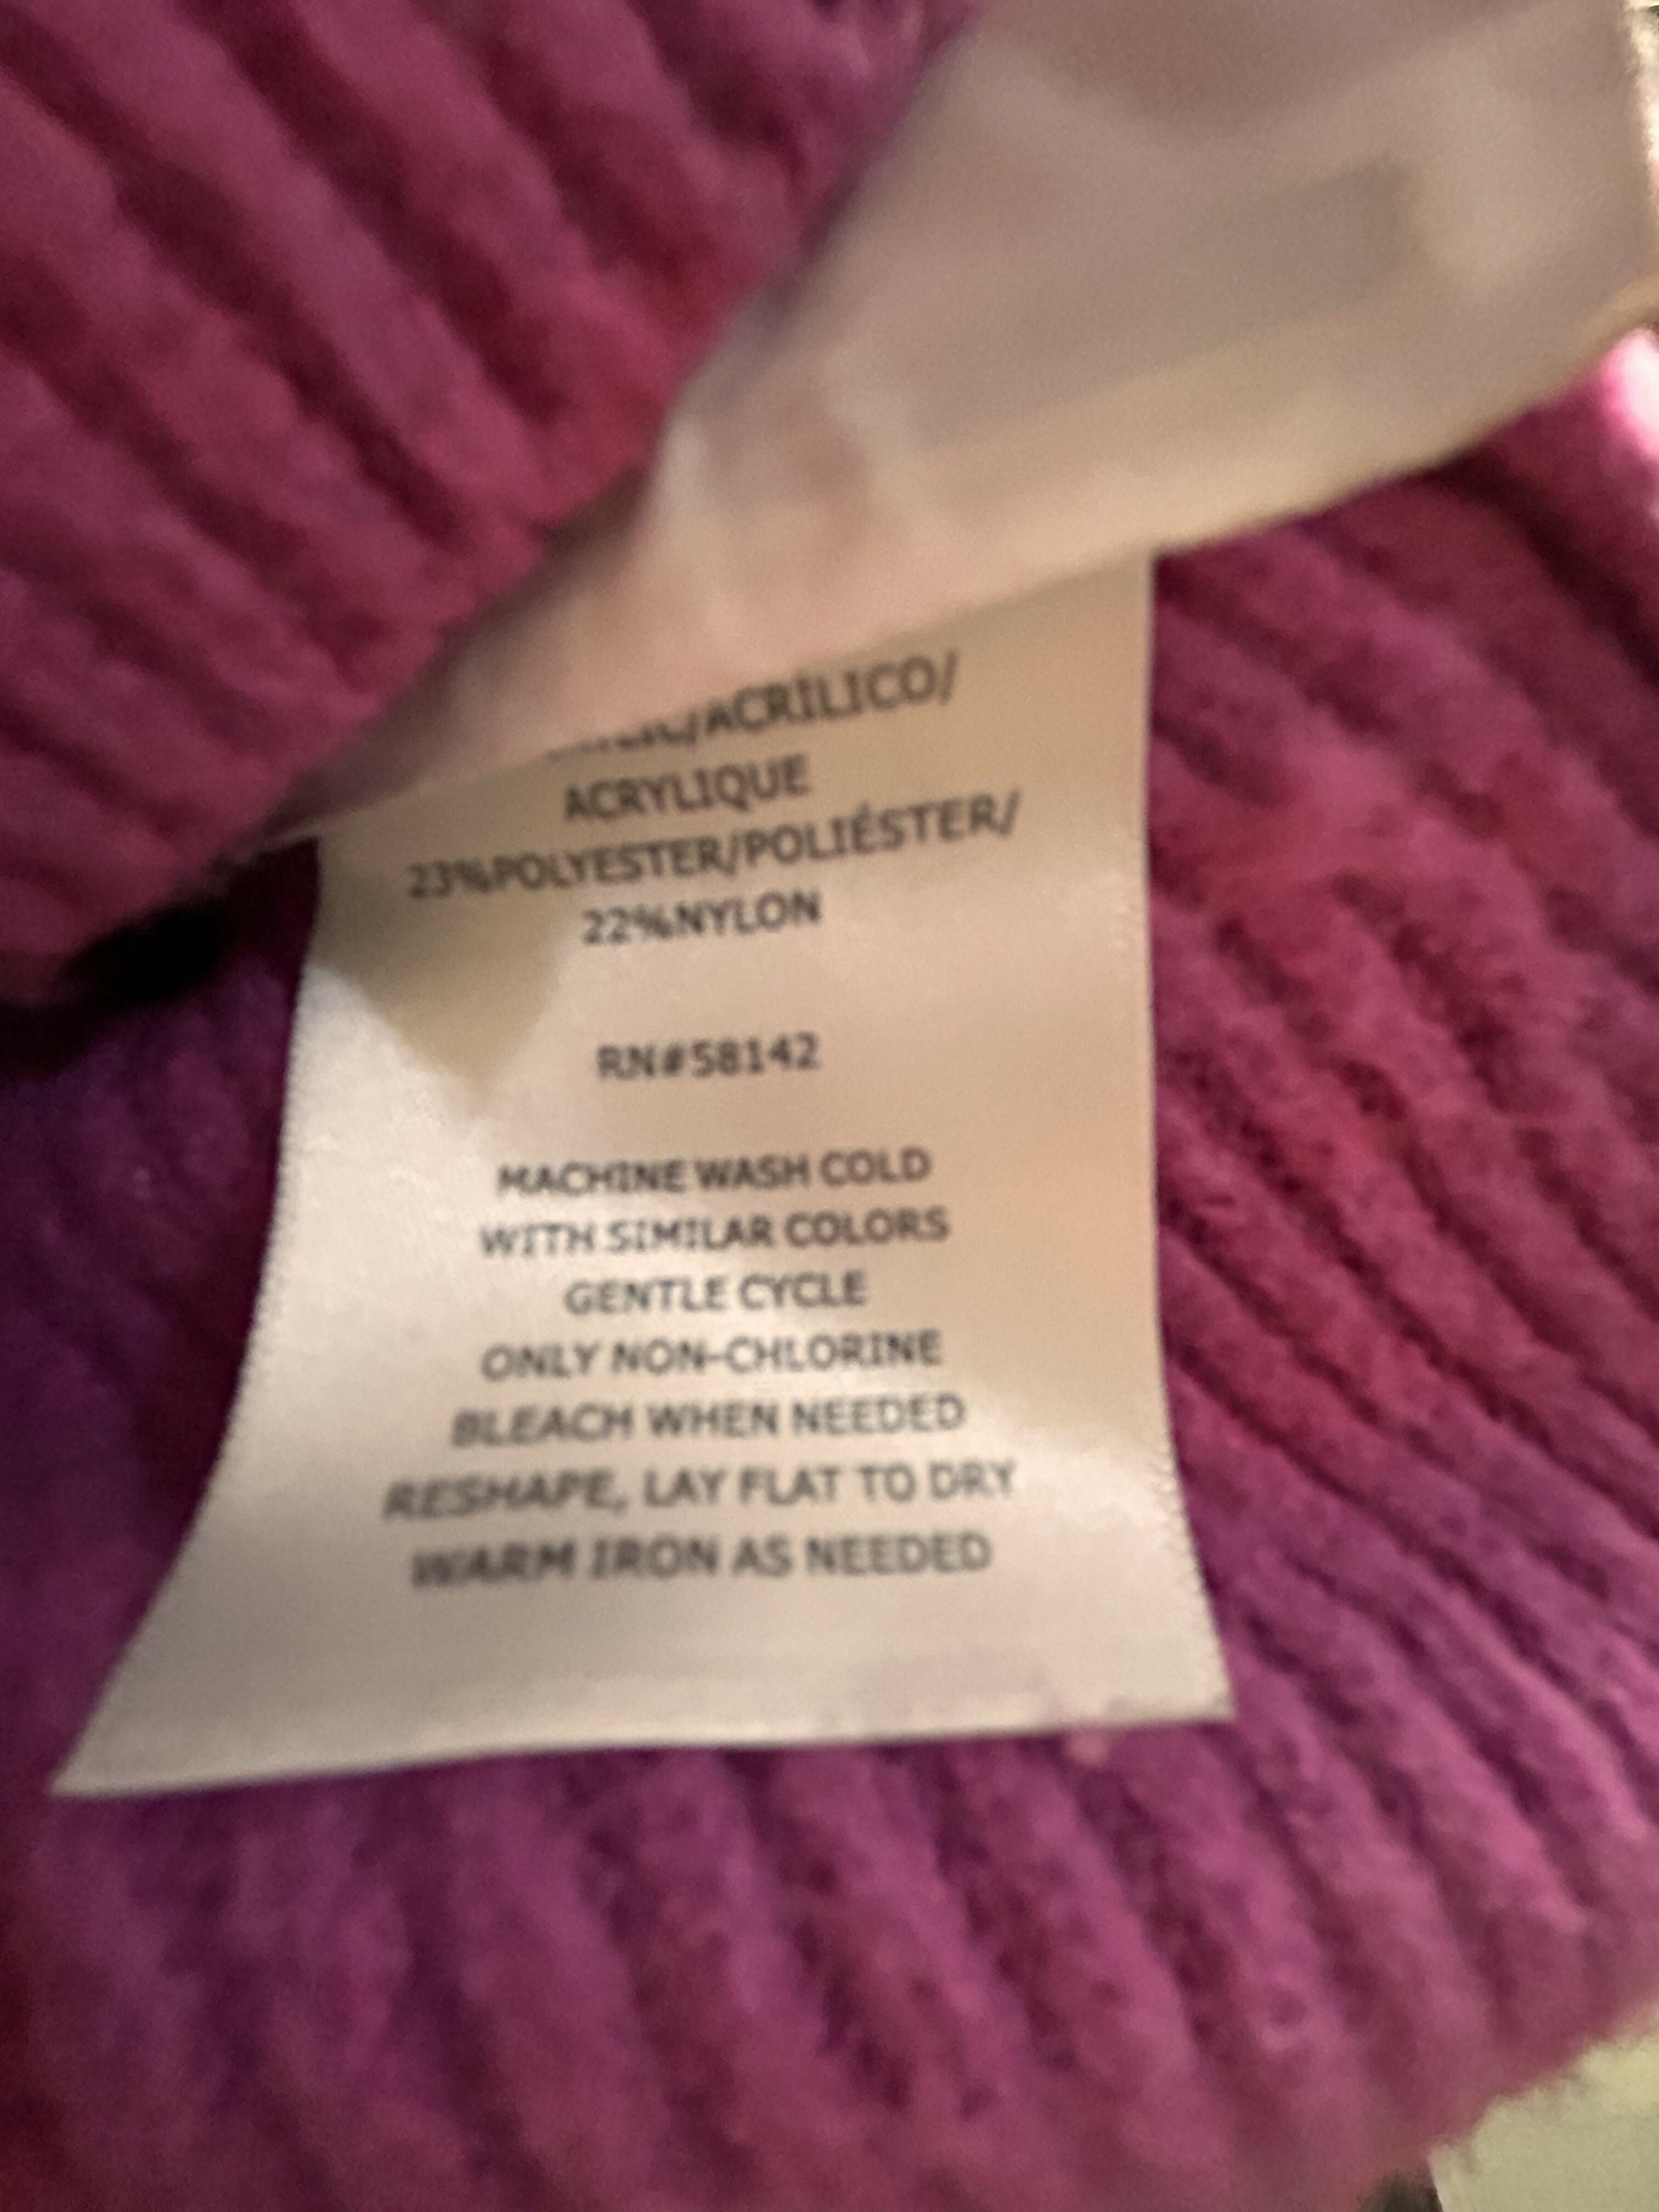 /ACRÍLICO/
ACRYLIQUE
23%POLYESTER/POLIÉSTER/
22%NYLON
RN#58142
MACHINE WASH COLD
WITH SIMILAR COLORS
GENTLE CYCLE
ONLY NON-CHLORINE
BLEACH WHEN NEEDED
RESHAPE, LAY FLAT TO DRY
WARM IRON AS NEEDED